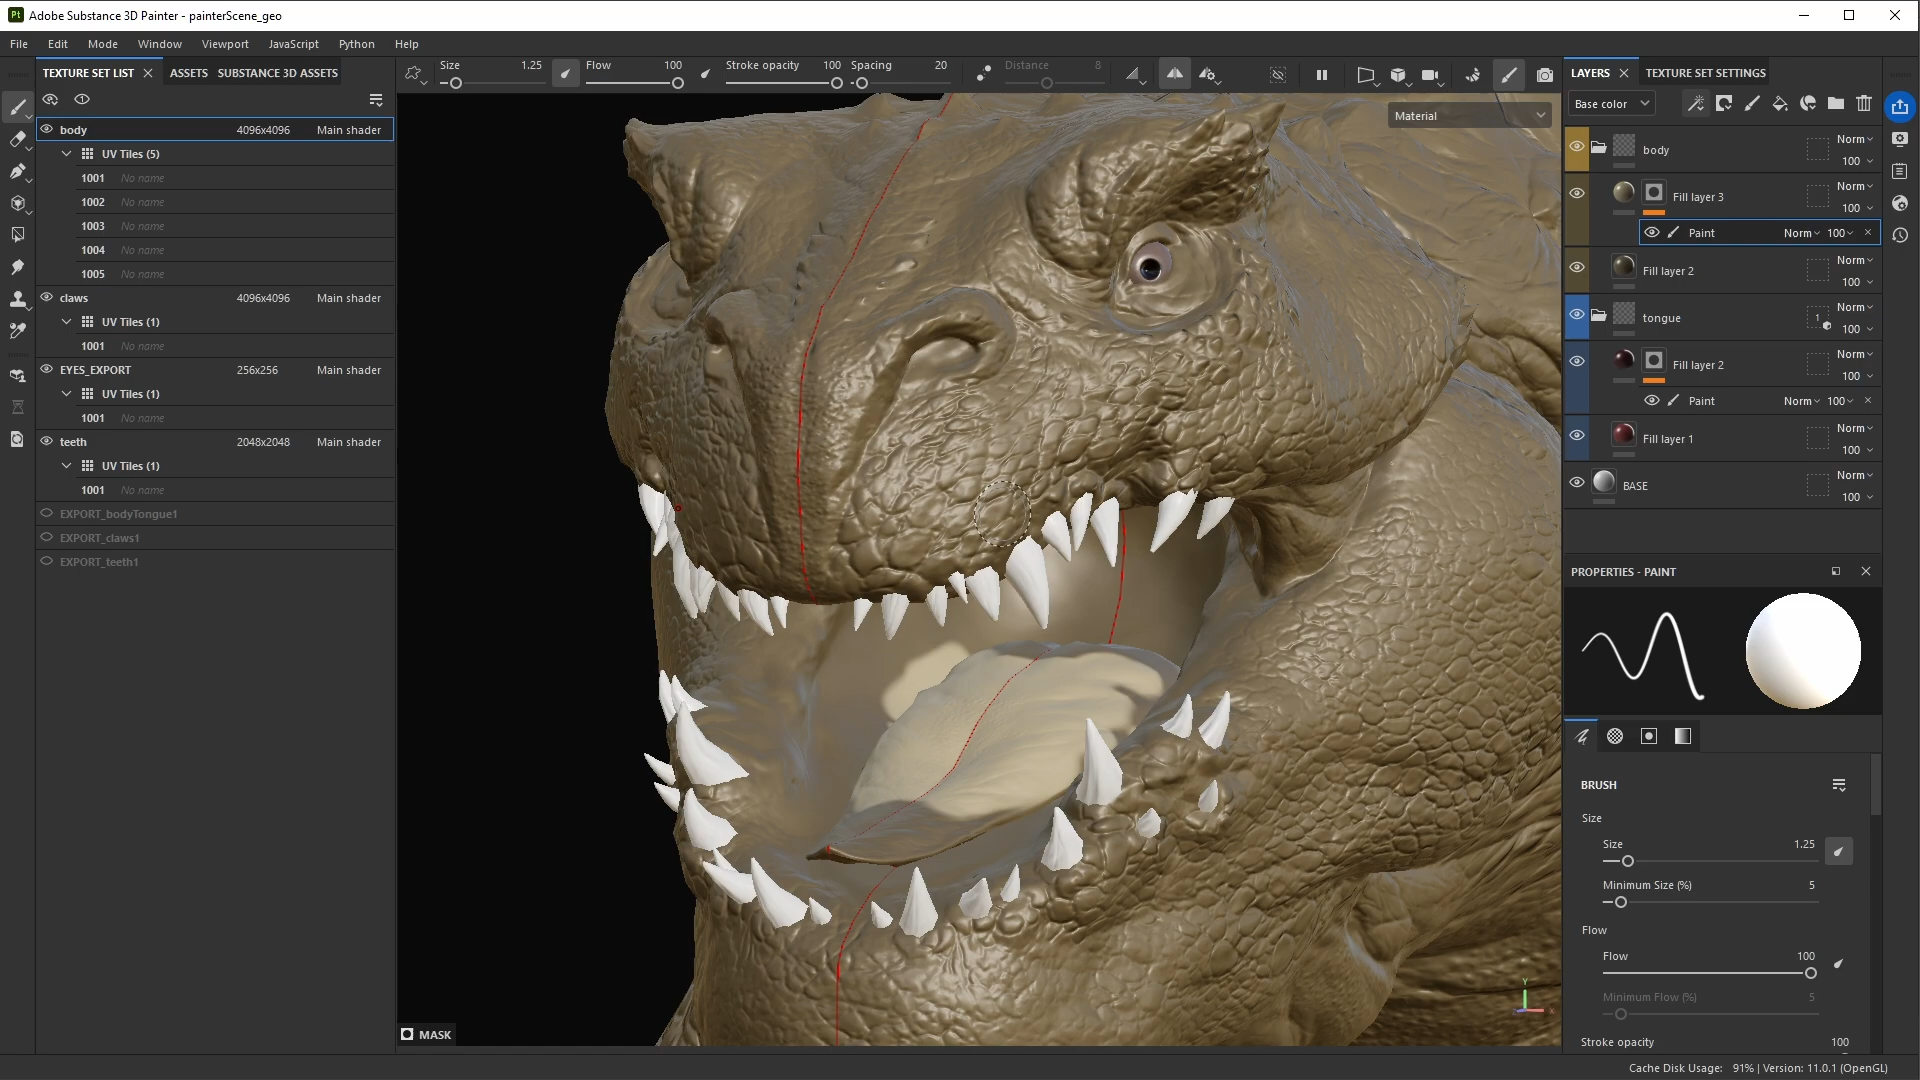 Pt Adobe Substance 3D Painter - painterScene_geo
File Edit Mode Window Viewport JavaScript Python Help
TEXTURE SET LIST ASSETS SUBSTANCE 3D ASSETS
Size 1.25 Flow 100 Stroke opacity 100 Spacing 20 Distance 8
LAYERS TEXTURE SET SETTINGS
Base color
Material
body 4096x4096 Main shader
UV Tiles (5)
1001 No name
1002 No name
1003 No name
1004 No name
1005 No name
claws 4096x4096 Main shader
UV Tiles (1)
1001 No name
EYES_EXPORT 256x256 Main shader
UV Tiles (1)
1001 No name
teeth 2048x2048 Main shader
UV Tiles (1)
1001 No name
EXPORT_bodyTongue1
EXPORT_claws1
EXPORT_teeth1
MASK
Y
body Norm
100
Fill layer 3 Norm
100
Paint Norm 100
Fill layer 2 Norm
100
tongue 1 Norm
100
Fill layer 2 Norm
100
Paint Norm 100
Fill layer 1 Norm
100
BASE Norm
100
PROPERTIES - PAINT
BRUSH
Size
Size 1.25
Minimum Size (%) 5
Flow
Flow 100
Minimum Flow (%) 5
Stroke opacity 100
Cache Disk Usage: 91% | Version: 11.0.1 (OpenGL)